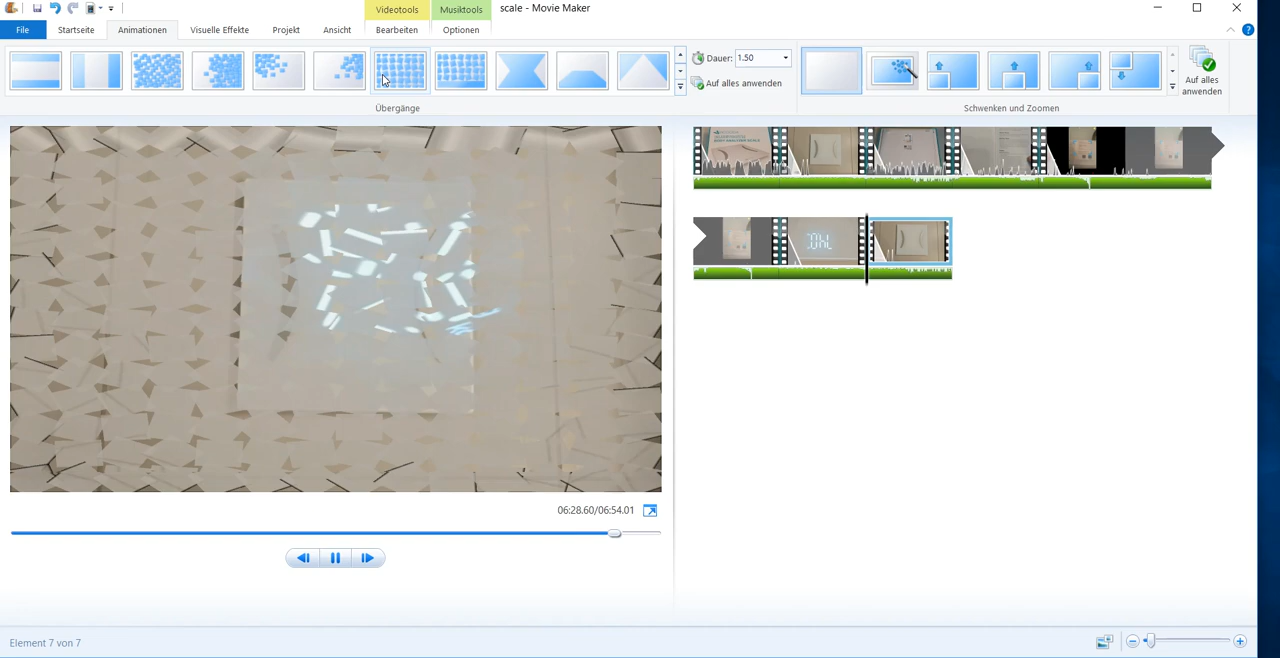 Videotools
Musiktools
scale - Movie Maker
File
Startseite
Animationen
Visuelle Effekte
Projekt
Ansicht
Bearbeiten
Optionen
Dauer: 1.50
Auf alles anwenden
Auf alles
anwenden
Übergänge
Schwenken und Zoomen
06:28.60/06:54.01
Element 7 von 7